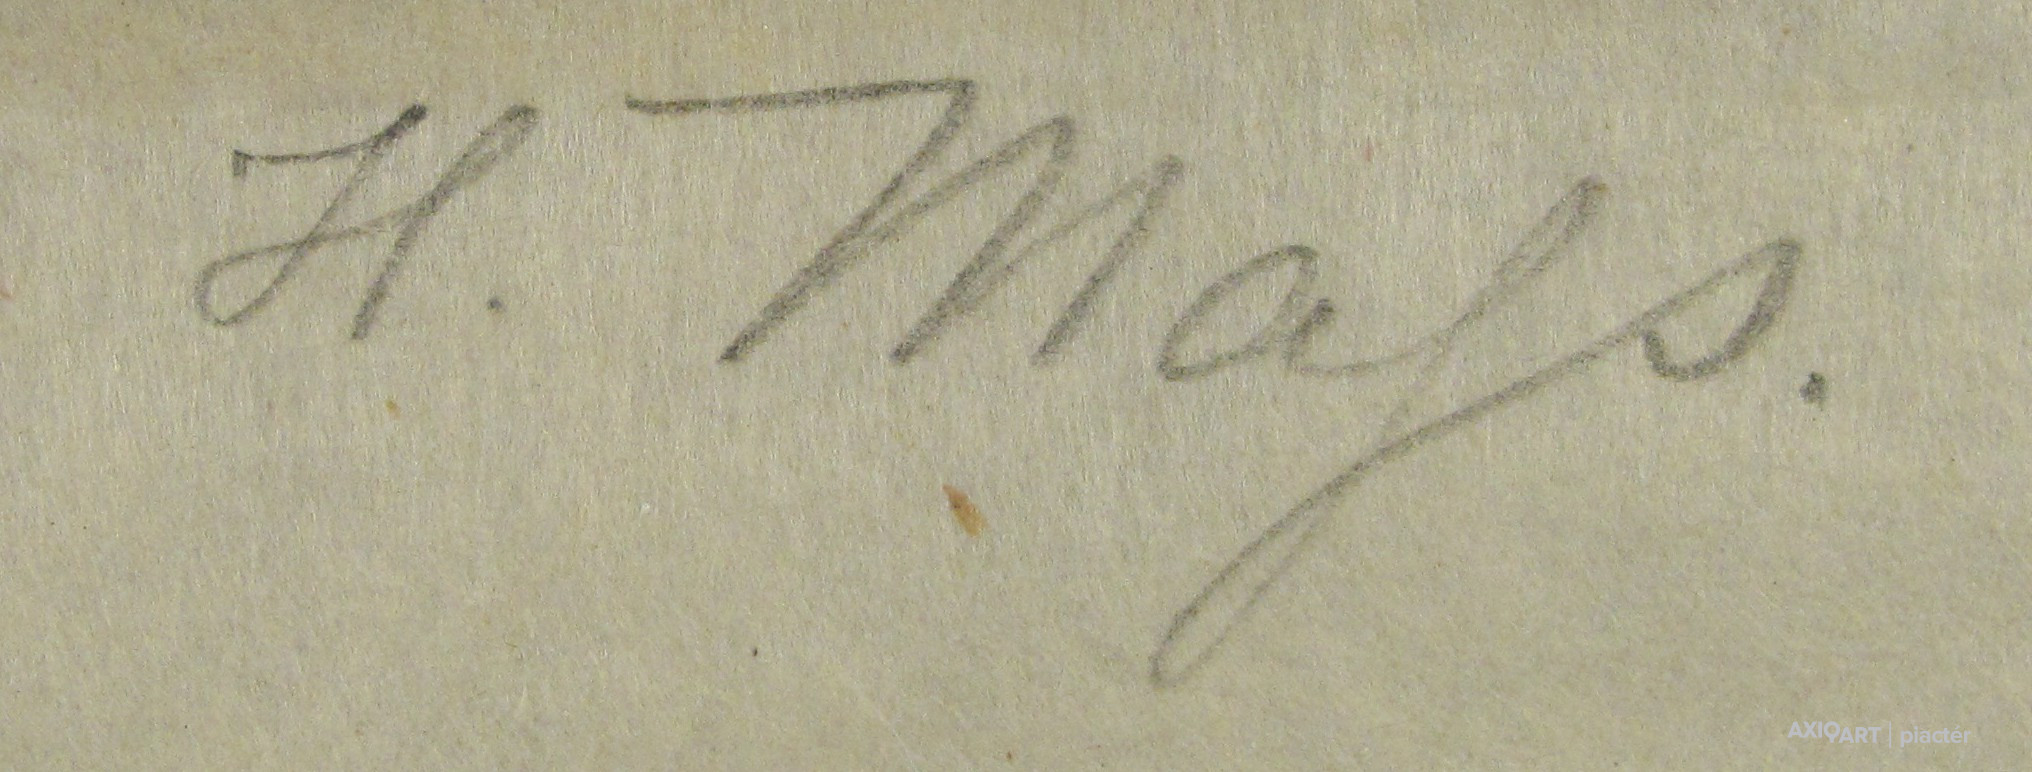 H. Maſs.
AXIOART | piactér